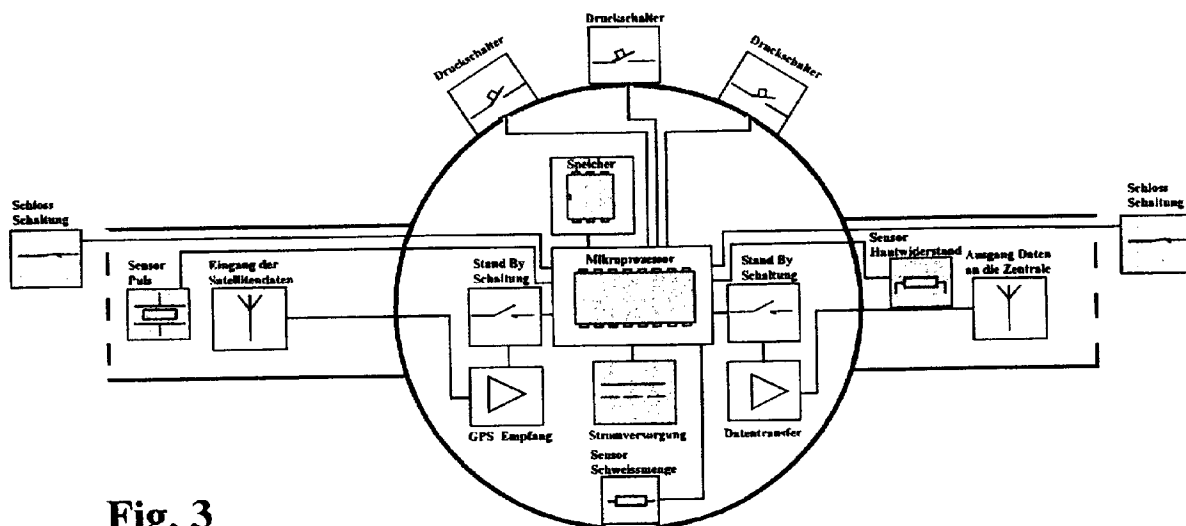 Druckschalter
Druckschalter
Druckschalter
Speicher
Schloss
Schaltung
Schloss
Schaltung
Sensor
Puls
Eingang der
Satellitendaten
Stand By
Schaltung
Mikroprozessor
Stand By
Schaltung
Sensor
Hautwiderstand
Ausgang Daten
an die Zentrale
GPS Empfang
Stromversorgung
Datentransfer
Sensor
Schweissmenge
Fig. 3